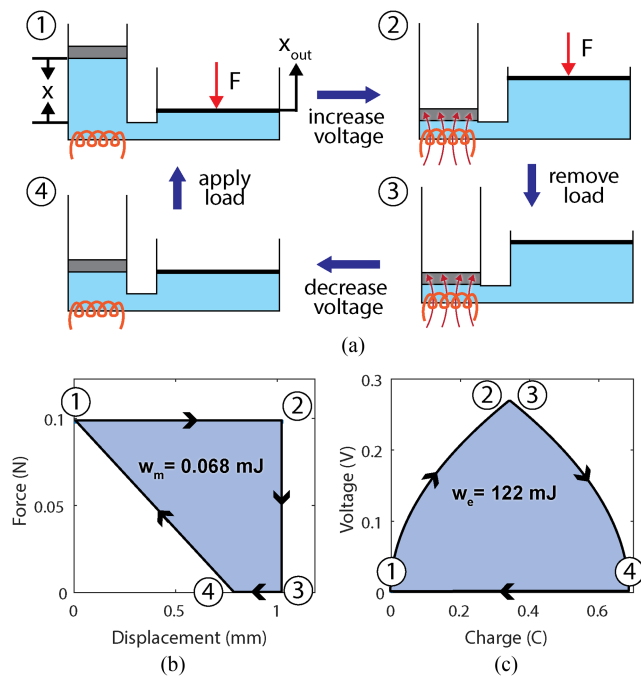 1
x
F
x_out
increase
voltage
2
F
4
apply
load
3
remove
load
decrease
voltage
(a)
1
2
3
4
w_m= 0.068 mJ
Force (N)
0.1
0.05
0
0
0.5
1
Displacement (mm)
(b)
1
2
3
4
w_e= 122 mJ
Voltage (V)
0.3
0.2
0.1
0
0
0.2
0.4
0.6
Charge (C)
(c)